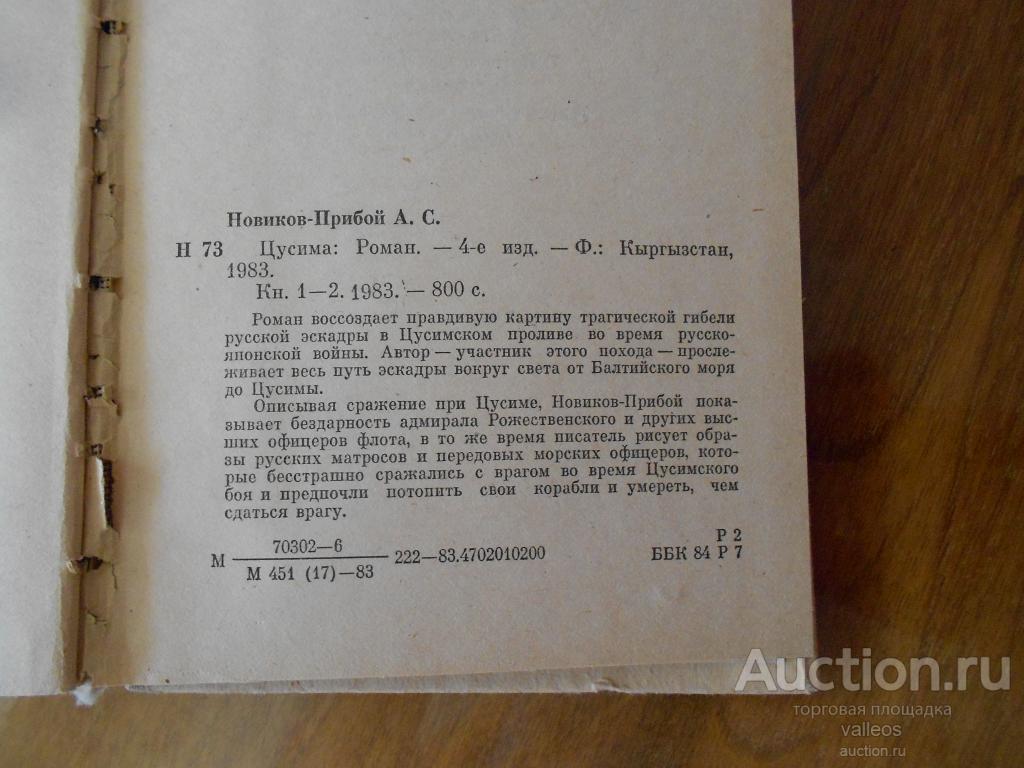 Новиков-Прибой А. С.
Н 73 Цусима: Роман. — 4-е изд. — Ф.: Кыргызстан,
1983.
Кн. 1—2. 1983. — 800 с.
Роман воссоздает правдивую картину трагической гибели
русской эскадры в Цусимском проливе во время русско-
японской войны. Автор — участник этого похода — просле-
живает весь путь эскадры вокруг света от Балтийского моря
до Цусимы.
Описывая сражение при Цусиме, Новиков-Прибой пока-
зывает бездарность адмирала Рожественского и других выс-
ших офицеров флота, в то же время писатель рисует обра-
зы русских матросов и передовых морских офицеров, кото-
рые бесстрашно сражались с врагом во время Цусимского
боя и предпочли потопить свои корабли и умереть, чем
сдаться врагу.
70302—6
М 222—83.4702010200
М 451 (17)—83
Р 2
ББК 84 Р 7
Auction.ru
торговая площадка
valleos
auction.ru